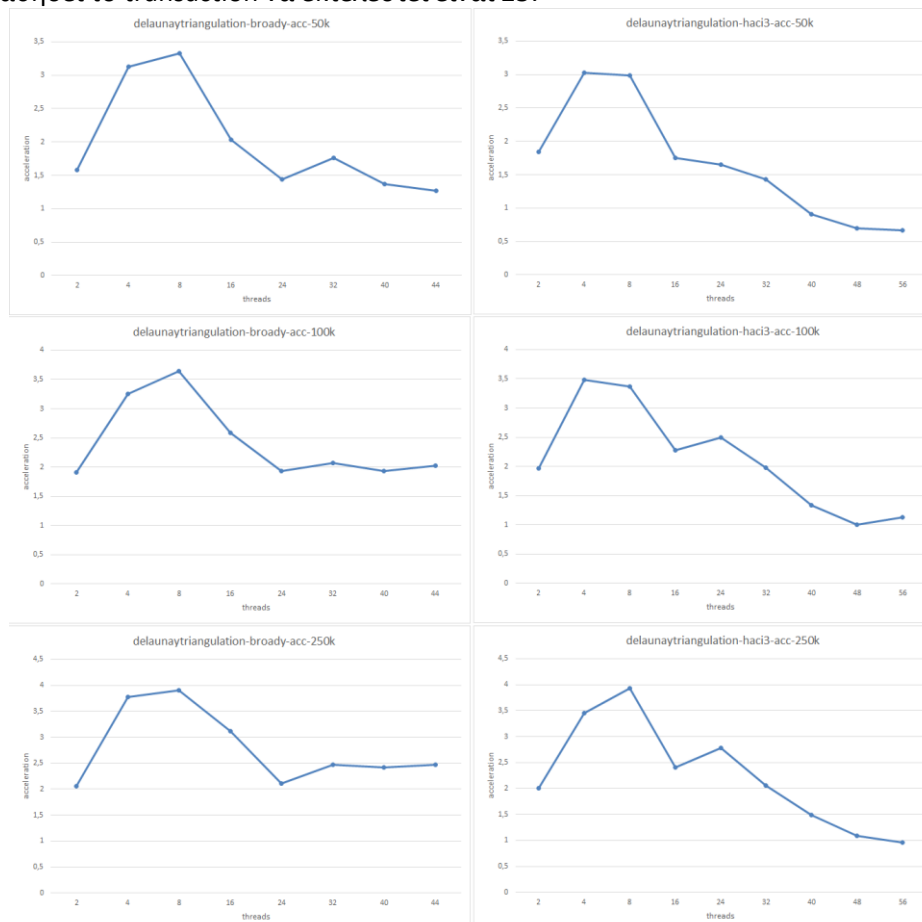 delaunaytriangulation-broady-acc-50k
3,5
3
2,5
2
1,5
1
0,5
0
acceleration
2 4 8 16 24 32 40 44
threads
delaunaytriangulation-haci3-acc-50k
3,5
3
2,5
2
1,5
1
0,5
0
acceleration
2 4 8 16 24 32 40 48 56
threads
delaunaytriangulation-broady-acc-100k
4
3,5
3
2,5
2
1,5
1
0,5
0
acceleration
2 4 8 16 24 32 40 44
threads
delaunaytriangulation-haci3-acc-100k
4
3,5
3
2,5
2
1,5
1
0,5
0
acceleration
2 4 8 16 24 32 40 48 56
threads
delaunaytriangulation-broady-acc-250k
4,5
4
3,5
3
2,5
2
1,5
1
0,5
0
acceleration
2 4 8 16 24 32 40 44
threads
delaunaytriangulation-haci3-acc-250k
4,5
4
3,5
3
2,5
2
1,5
1
0,5
0
acceleration
2 4 8 16 24 32 40 48 56
threads